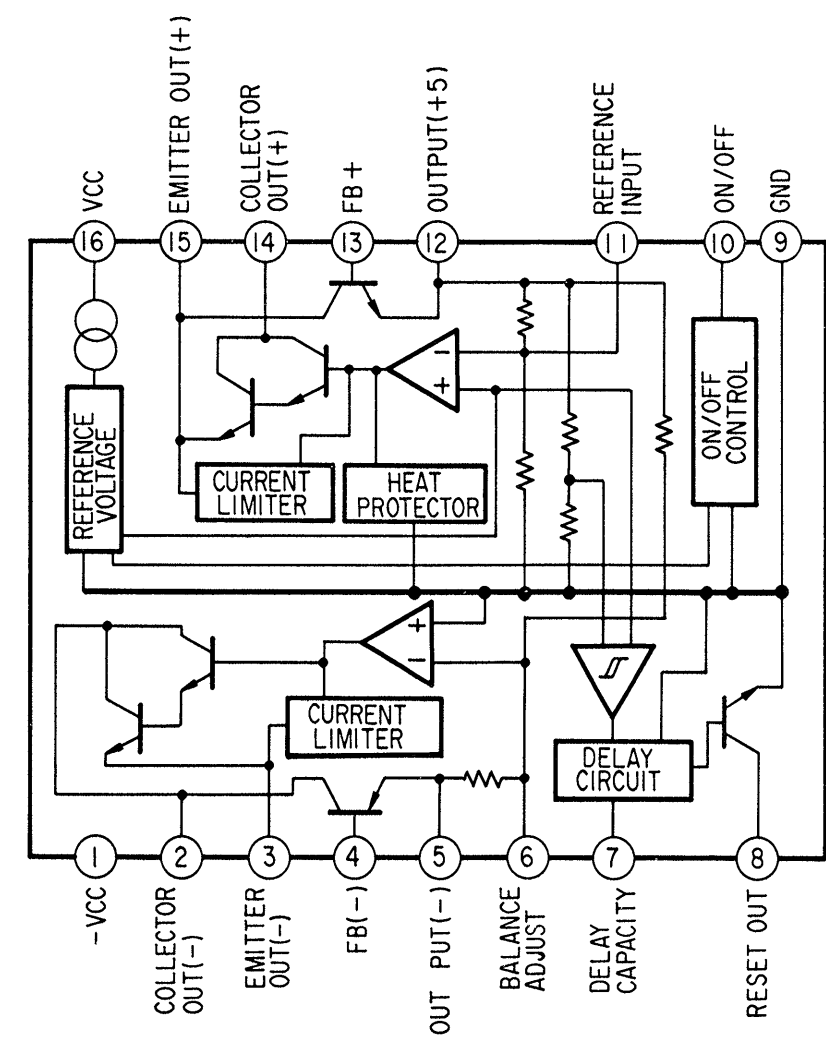 VCC
EMITTER OUT(+)
COLLECTOR
OUT(+)
FB+
OUTPUT(+5)
REFERENCE
INPUT
ON/OFF
GND
16
15
14
13
12
11
10
9
-
+
REFERENCE
VOLTAGE
CURRENT
LIMITER
HEAT
PROTECTOR
ON/OFF
CONTROL
+
-
CURRENT
LIMITER
DELAY
CIRCUIT
1
2
3
4
5
6
7
8
-VCC
COLLECTOR
OUT(-)
EMITTER
OUT(-)
FB(-)
OUT PUT(-)
BALANCE
ADJUST
DELAY
CAPACITY
RESET OUT